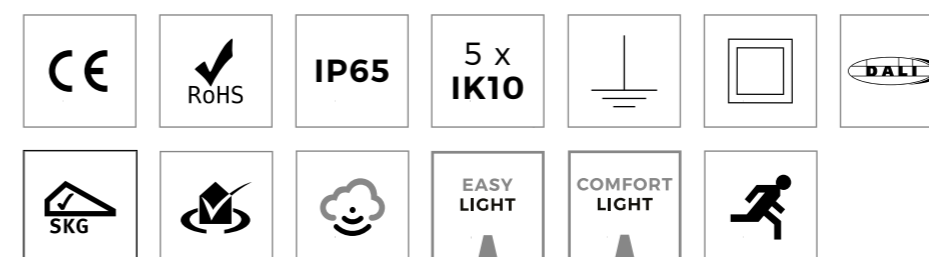 CE
RoHS
IP65
5 x
IK10
DALI
SKG
EASY
LIGHT
COMFORT
LIGHT